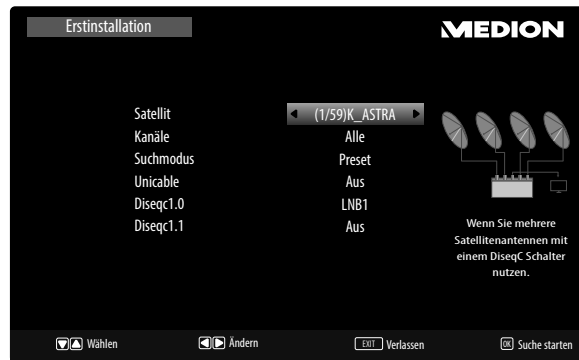 Erstinstallation
MEDION
Satellit (1/59)K_ASTRA
Kanäle Alle
Suchmodus Preset
Unicable Aus
Diseqc1.0 LNB1
Diseqc1.1 Aus
Wenn Sie mehrere
Satellitenantennen mit
einem DiseqC Schalter
nutzen.
Wählen Ändern EXIT Verlassen OK Suche starten